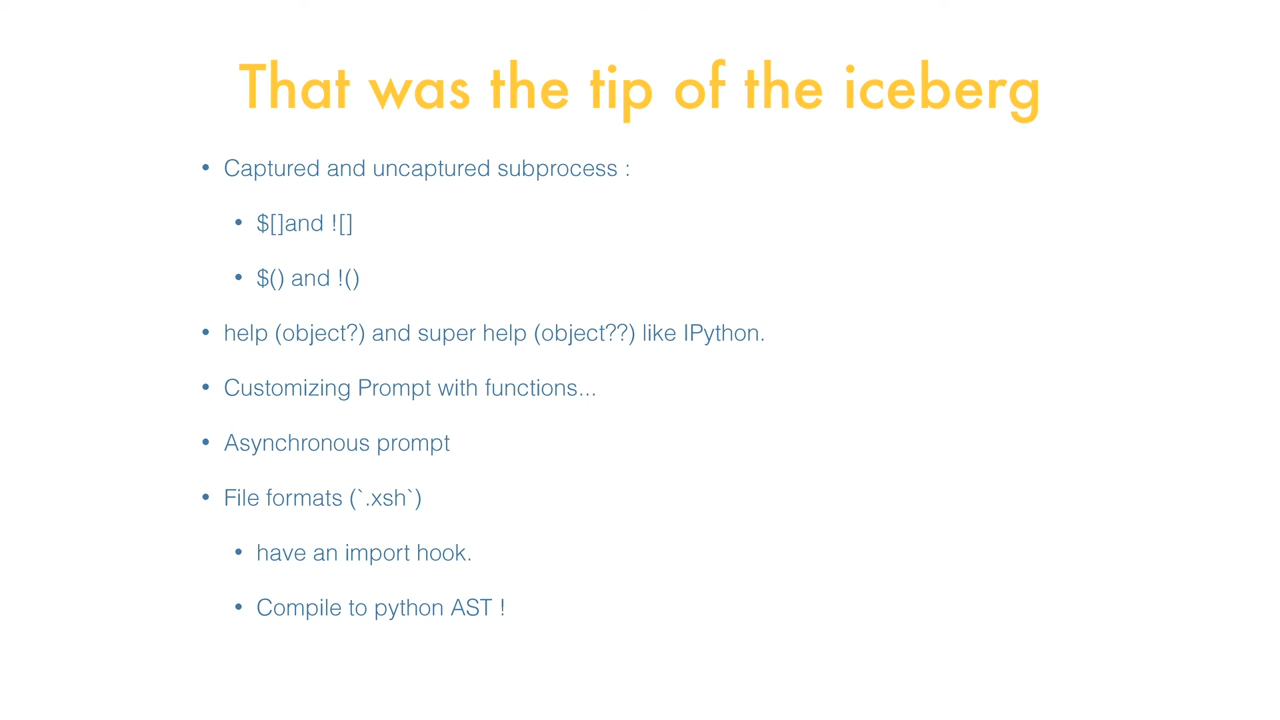 That was the tip of the iceberg
• Captured and uncaptured subprocess :
• $[]and ![]
• $() and !()
• help (object?) and super help (object??) like IPython.
• Customizing Prompt with functions...
• Asynchronous prompt
• File formats (`.xsh`)
• have an import hook.
• Compile to python AST !